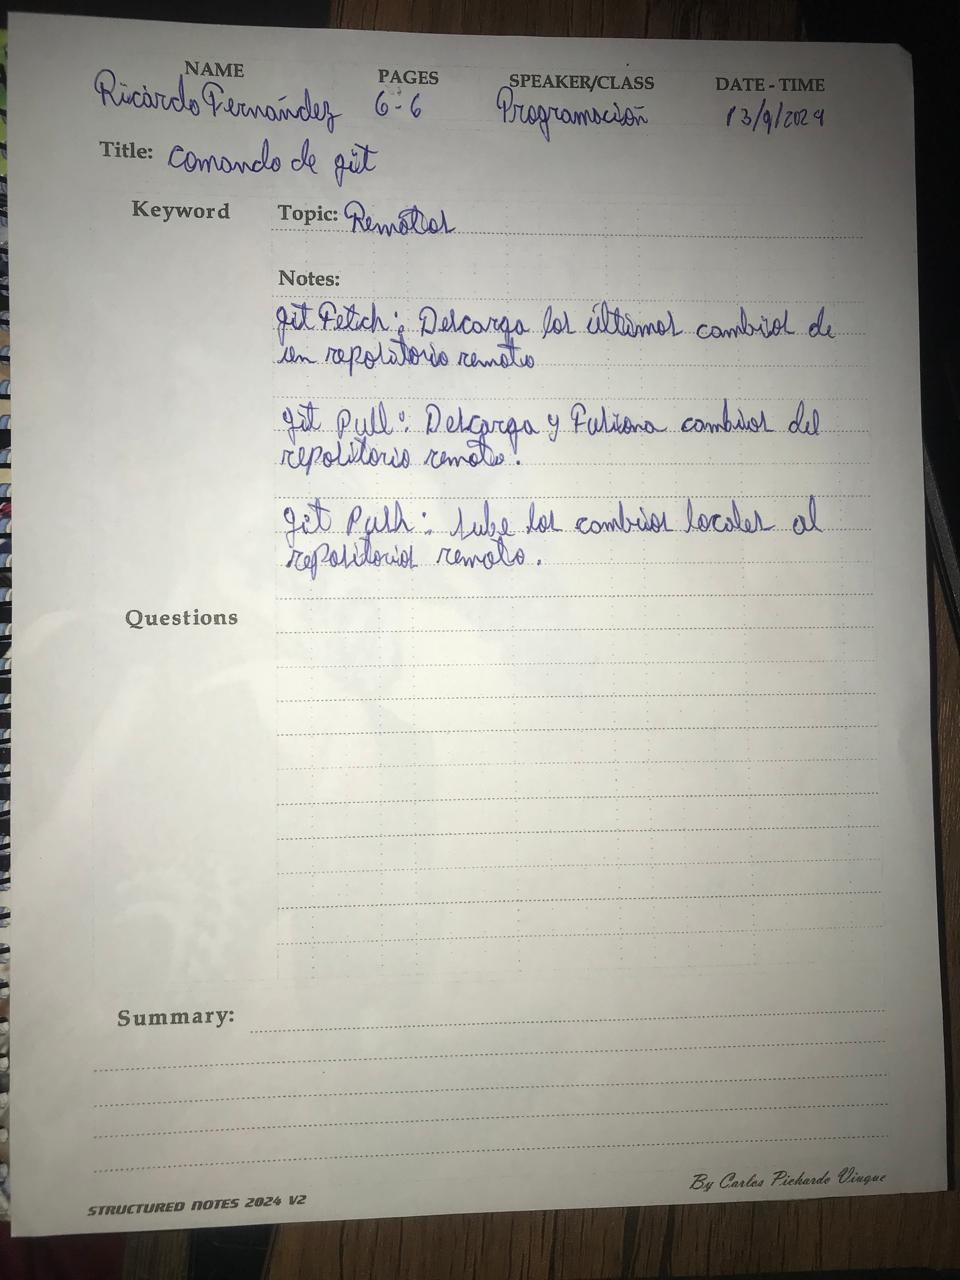 NAME PAGES SPEAKER/CLASS DATE - TIME
Ricardo Fernández 6-6 Programación 13/9/2024
Title: comando de git
Keyword Topic: Remotos
Notes:
git Fetch: Descarga los últimos cambios de
un repositorio remoto
git Pull: Descarga y Fusiona cambios del
repositorio remoto.
git Push: sube los cambios locales al
repositorios remoto.
Questions
Summary:
STRUCTURED NOTES 2024 V2 By Carlos Pichardo Viuque